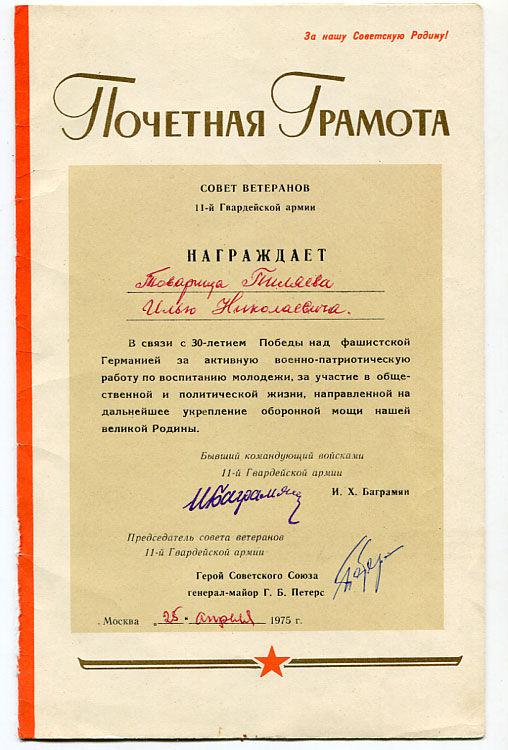 За нашу Советскую Родину!
Почетная Грамота
СОВЕТ ВЕТЕРАНОВ
11-й Гвардейской армии
НАГРАЖДАЕТ
Товарища Тиляева
Илью Николаевича.
В связи с 30-летием Победы над фашистской
Германией за активную военно-патриотическую
работу по воспитанию молодежи, за участие в обще-
ственной и политической жизни, направленной на
дальнейшее укрепление оборонной мощи нашей
великой Родины.
Бывший командующий войсками
11-й Гвардейской армии
ИБаграмян
И. Х. Баграмян
Председатель совета ветеранов
11-й Гвардейской армии
Герой Советского Союза
генерал-майор Г. Б. Петерс
г. Москва „25" апреля 1975 г.